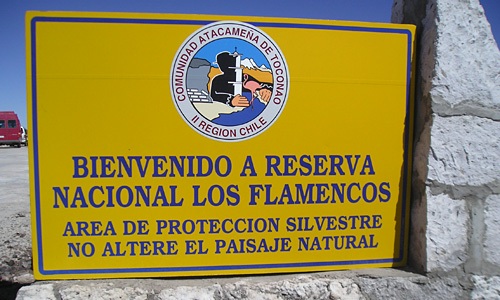 COMUNIDAD ATACAMEÑA DE TOCONAO
II REGION CHILE
BIENVENIDO A RESERVA
NACIONAL LOS FLAMENCOS
AREA DE PROTECCION SILVESTRE
NO ALTERE EL PAISAJE NATURAL